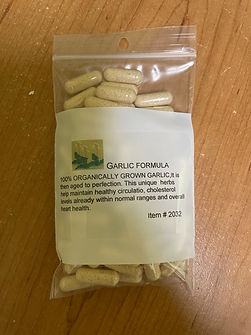 GARLIC FORMULA
100% ORGANICALLY GROWN GARLIC,It is
then aged to perfection. This unique herbs
help maintain healthy circulatio, cholesterol
levels already within normal ranges and overall
heart health.
Item # 2032